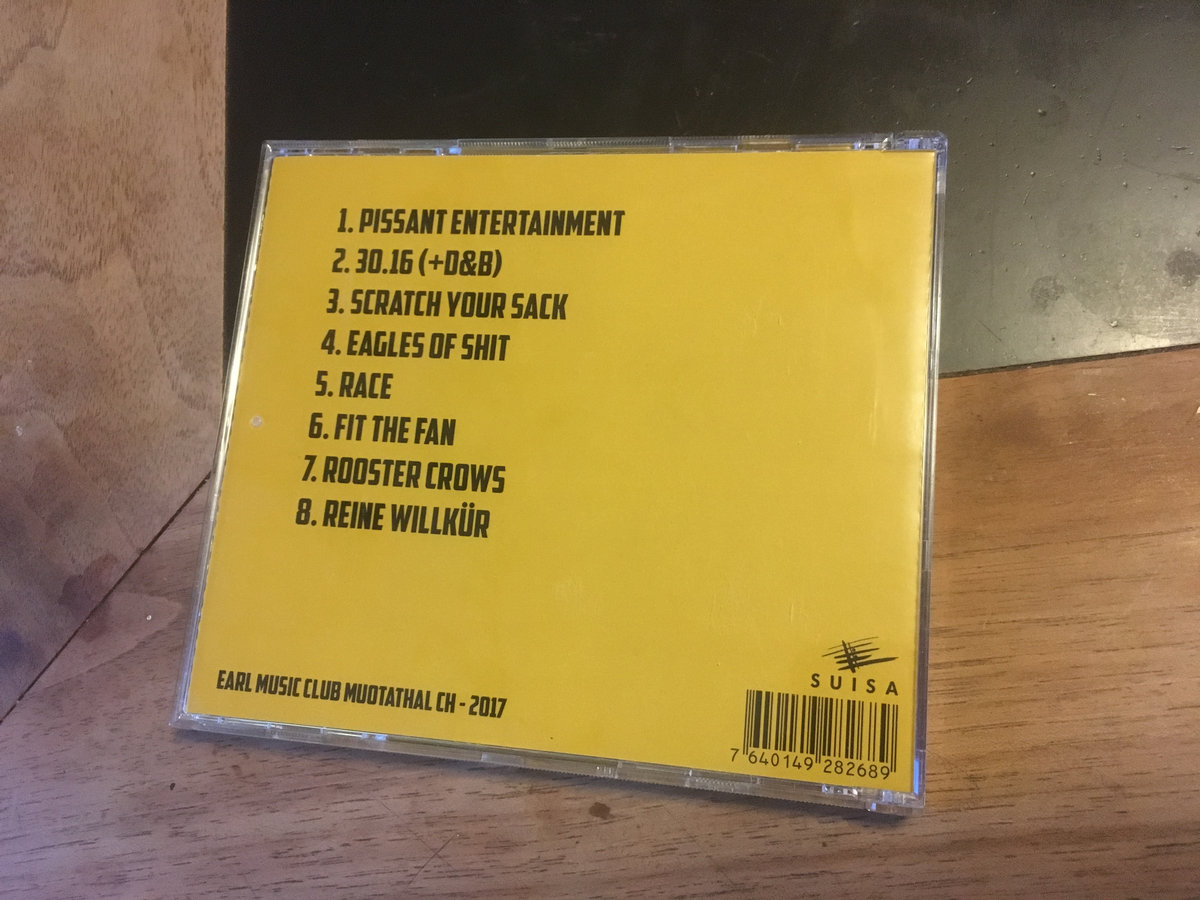 1. PISSANT ENTERTAINMENT
2. 30.16 (+D&B)
3. SCRATCH YOUR SACK
4. EAGLES OF SHIT
5. RACE
6. FIT THE FAN
7. ROOSTER CROWS
8. REINE WILLKÜR
EARL MUSIC CLUB MUOTATHAL CH - 2017
SUISA
7 640149 282689